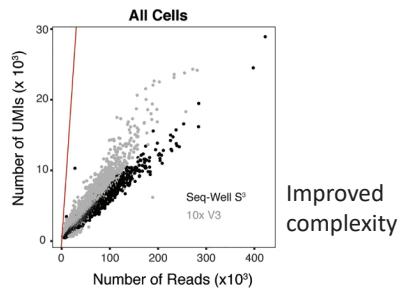 All Cells
Number of UMIs (x 10³)
30
20
10
0
Seq-Well S³
10x V3
0
100
200
300
400
Number of Reads (x10³)
Improved
complexity